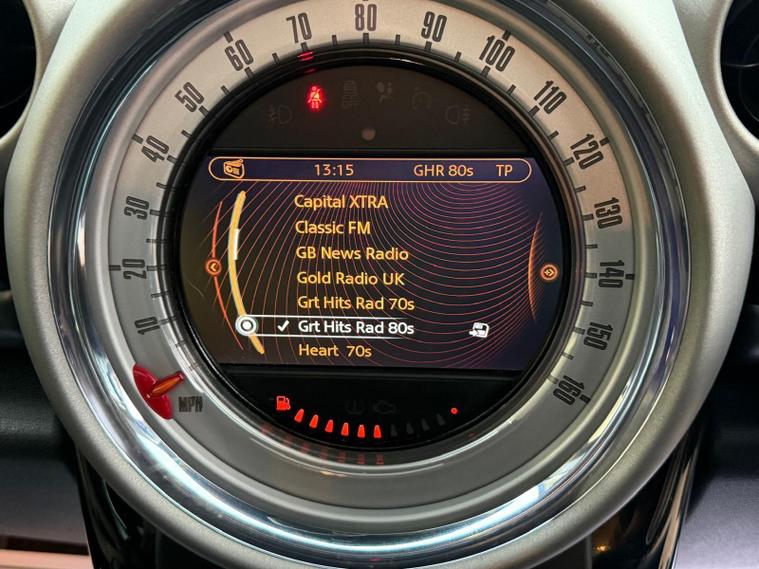 10
20
30
40
50
60
70
80
90
100
110
120
130
140
150
160
MPH
13:15 GHR 80s TP
Capital XTRA
Classic FM
GB News Radio
Gold Radio UK
Grt Hits Rad 70s
Grt Hits Rad 80s
Heart 70s